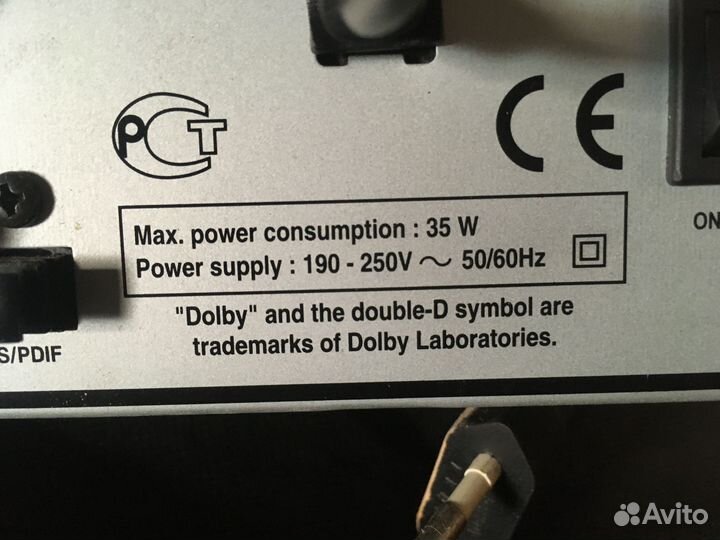 РСТ
CE
Max. power consumption : 35 W
Power supply : 190 - 250V ~ 50/60Hz
ON
"Dolby" and the double-D symbol are
trademarks of Dolby Laboratories.
S/PDIF
Avito